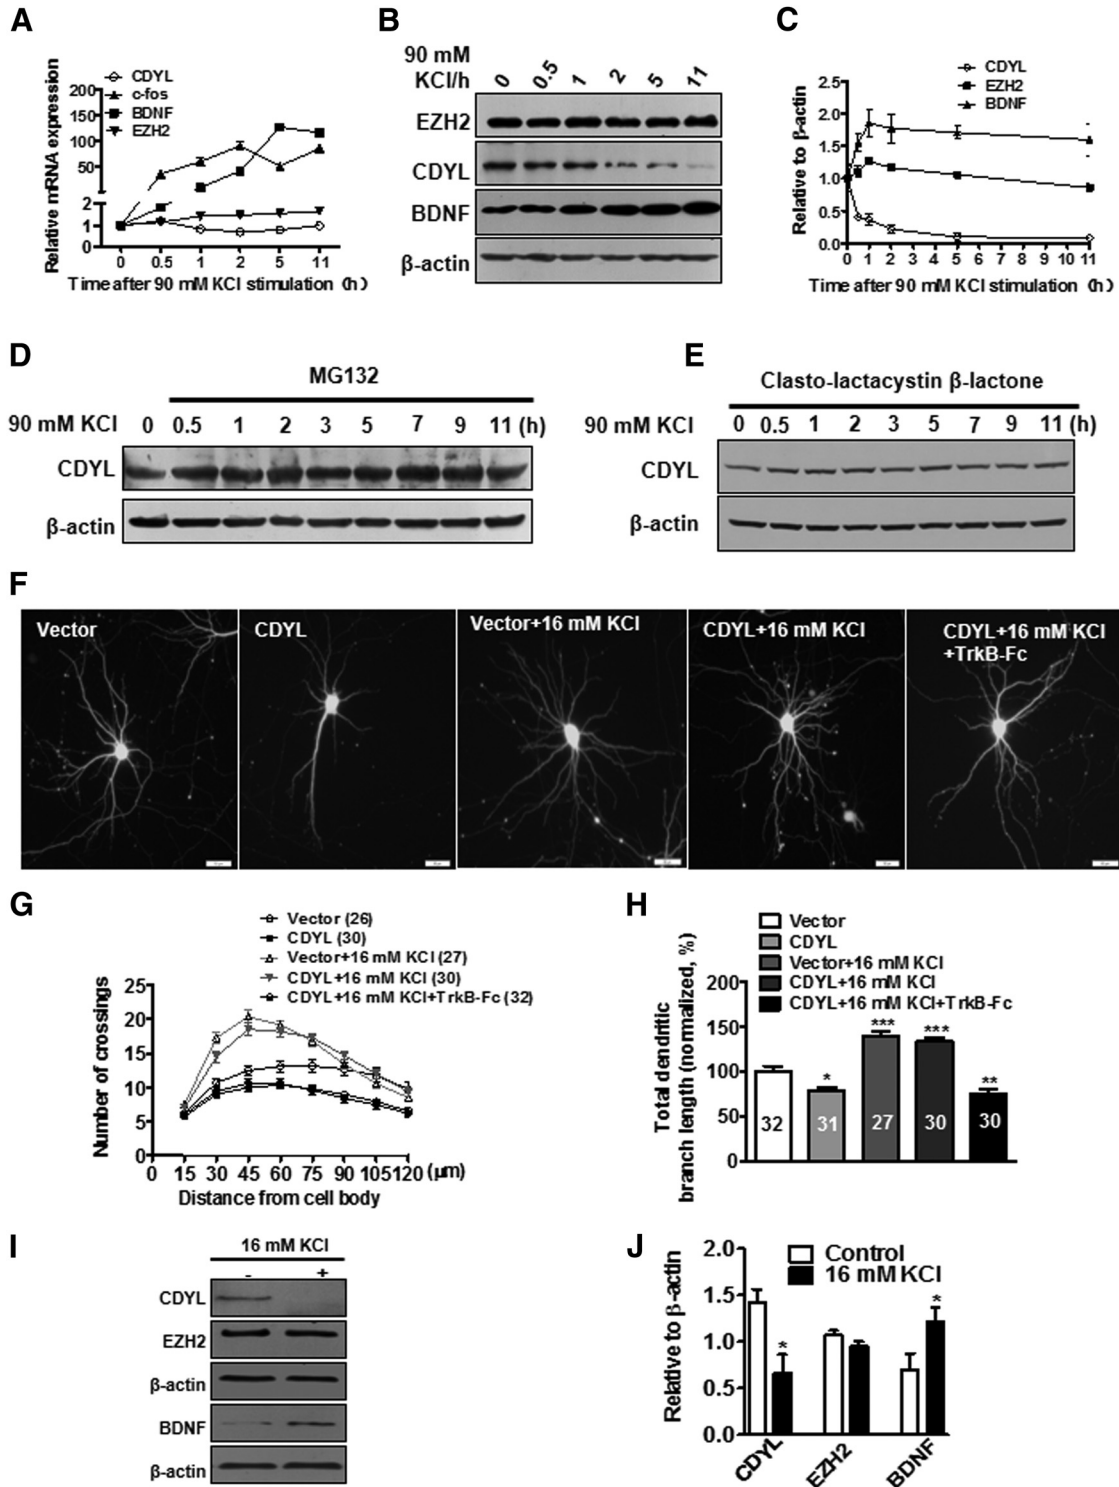 A
CDYL
c-fos
BDNF
EZH2
Relative mRNA expression
200
150
100
50
2
1
0
0 0.5 1 2 5 11
Time after 90 mM KCl stimulation (h)
B
90 mM
KCl/h
0 0.5 1 2 5 11
EZH2
CDYL
BDNF
β-actin
C
CDYL
EZH2
BDNF
Relative to β-actin
2.5
2.0
1.5
1.0
0.5
0.0
0 1 2 3 4 5 6 7 8 9 10 11
Time after 90 mM KCl stimulation (h)
D
MG132
90 mM KCl 0 0.5 1 2 3 5 7 9 11 (h)
CDYL
β-actin
E
Clasto-lactacystin β-lactone
90 mM KCl 0 0.5 1 2 3 5 7 9 11 (h)
CDYL
β-actin
F
Vector
CDYL
Vector+16 mM KCl
CDYL+16 mM KCl
CDYL+16 mM KCl
+TrkB-Fc
G
Vector (26)
CDYL (30)
Vector+16 mM KCl (27)
CDYL+16 mM KCl (30)
CDYL+16 mM KCl+TrkB-Fc (32)
Number of crossings
25
20
15
10
5
0
0 15 30 45 60 75 90 105 120 (μm)
Distance from cell body
H
Vector
CDYL
Vector+16 mM KCl
CDYL+16 mM KCl
CDYL+16 mM KCl+TrkB-Fc
Total dendritic
branch length (normalized, %)
200
150
100
50
0
* *** *** **
32 31 27 30 30
I
16 mM KCl
- +
CDYL
EZH2
β-actin
BDNF
β-actin
J
Control
16 mM KCl
Relative to β-actin
2.0
1.5
1.0
0.5
0.0
* *
CDYL EZH2 BDNF